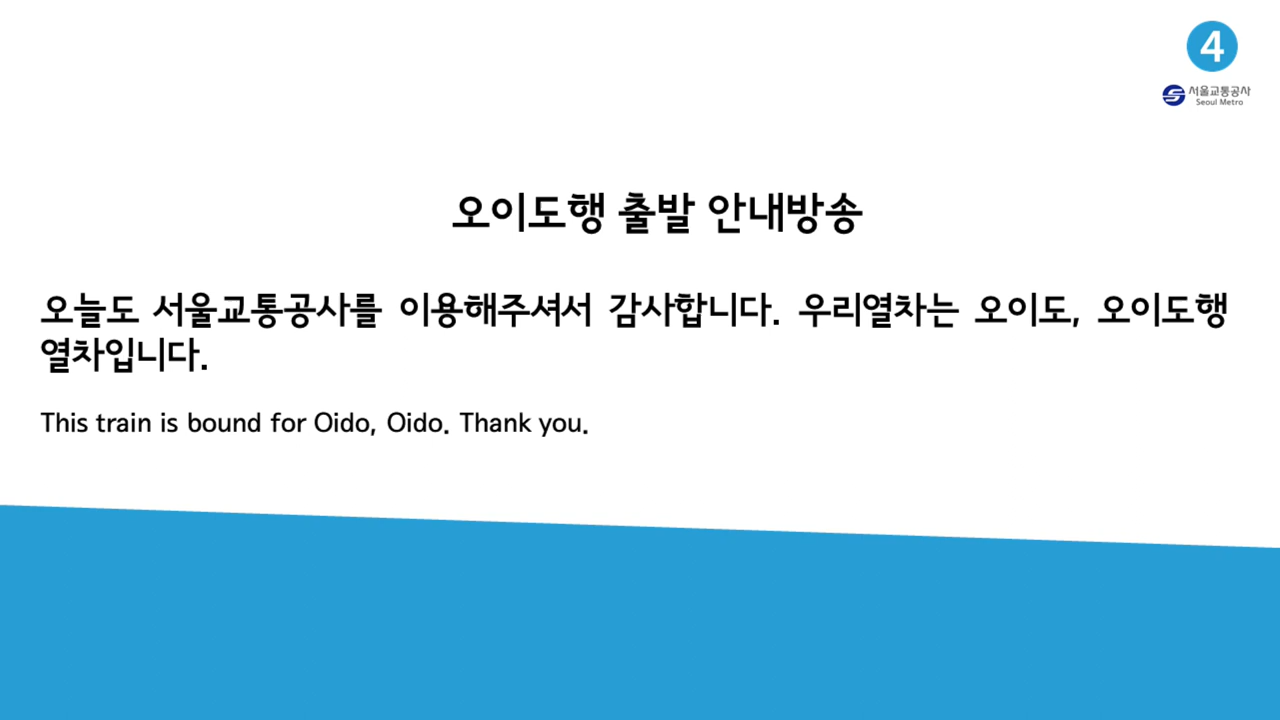 4
서울교통공사
Seoul Metro
오이도행 출발 안내방송
오늘도 서울교통공사를 이용해주셔서 감사합니다. 우리열차는 오이도, 오이도행
열차입니다.
This train is bound for Oido, Oido. Thank you.